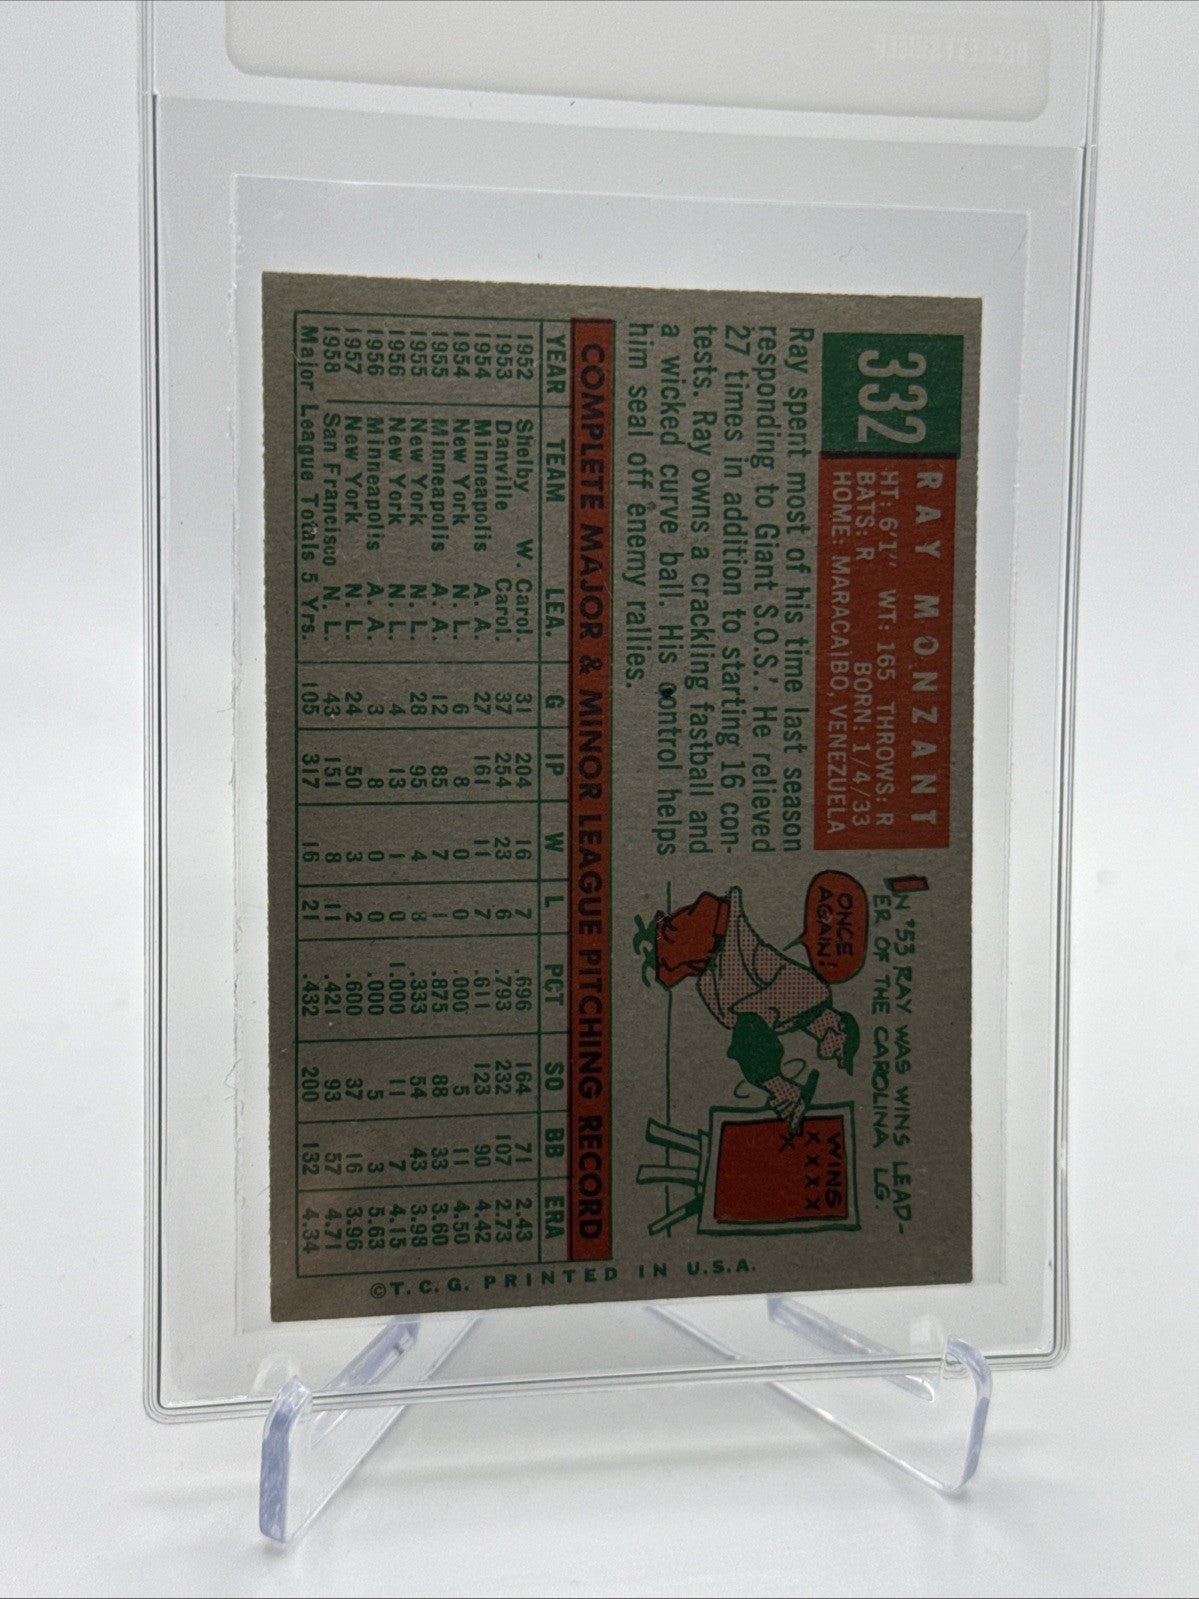 332
RAY MONZANT
HT: 6'1" WT: 165 THROWS: R
BATS: R BORN: 1/4/33
HOME: MARACAIBO, VENEZUELA
Ray spent most of his time last season
responding to Giant S.O.S.'. He relieved
27 times in addition to starting 16 con-
tests. Ray owns a crackling fastball and
a wicked curve ball. His control helps
him seal off enemy rallies.
IN '53 RAY WAS WINS LEAD-
ER OF THE CAROLINA LG.
ONCE
AGAIN!
WINS
XXXX
X
COMPLETE MAJOR & MINOR LEAGUE PITCHING RECORD
YEAR TEAM LEA. G IP W L PCT SO BB ERA
1952 Shelby W. Carol. 31 204 16 7 .696 164 71 2.43
1953 Danville Carol. 37 254 23 6 .793 232 107 2.73
1954 Minneapolis A. A. 27 161 11 7 .611 123 90 4.42
1954 New York N. L. 6 8 0 0 .000 5 11 4.50
1955 Minneapolis A. A. 12 85 7 1 .875 88 33 3.60
1955 New York N. L. 28 95 4 8 .333 54 43 3.98
1956 New York N. L. 4 13 1 0 1.000 11 7 4.15
1956 Minneapolis A. A. 3 8 0 0 .000 5 3 5.63
1957 New York N. L. 24 50 3 2 .600 37 16 3.96
1958 San Francisco N. L. 43 151 8 11 .421 93 57 4.71
Major League Totals 5 Yrs. 105 317 16 21 .432 200 132 4.34
©T. C. G. PRINTED IN U.S.A.